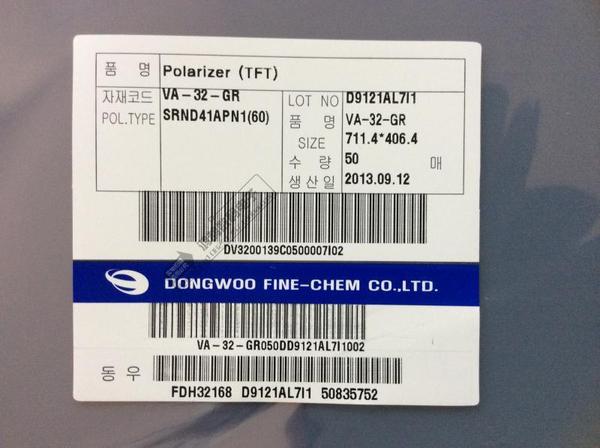 품 명 Polarizer (TFT)
자재코드 VA-32-GR LOT NO D9121AL7I1
POL.TYPE SRND41APN1(60) 품 명 VA-32-GR
SIZE 711.4*406.4
수 량 50 매
생산일 2013.09.12
DV3200139C0500007I02
DONGWOO FINE-CHEM CO.,LTD.
VA-32-GR050DD9121AL7I1002
동우
FDH32168 D9121AL7I1 50835752